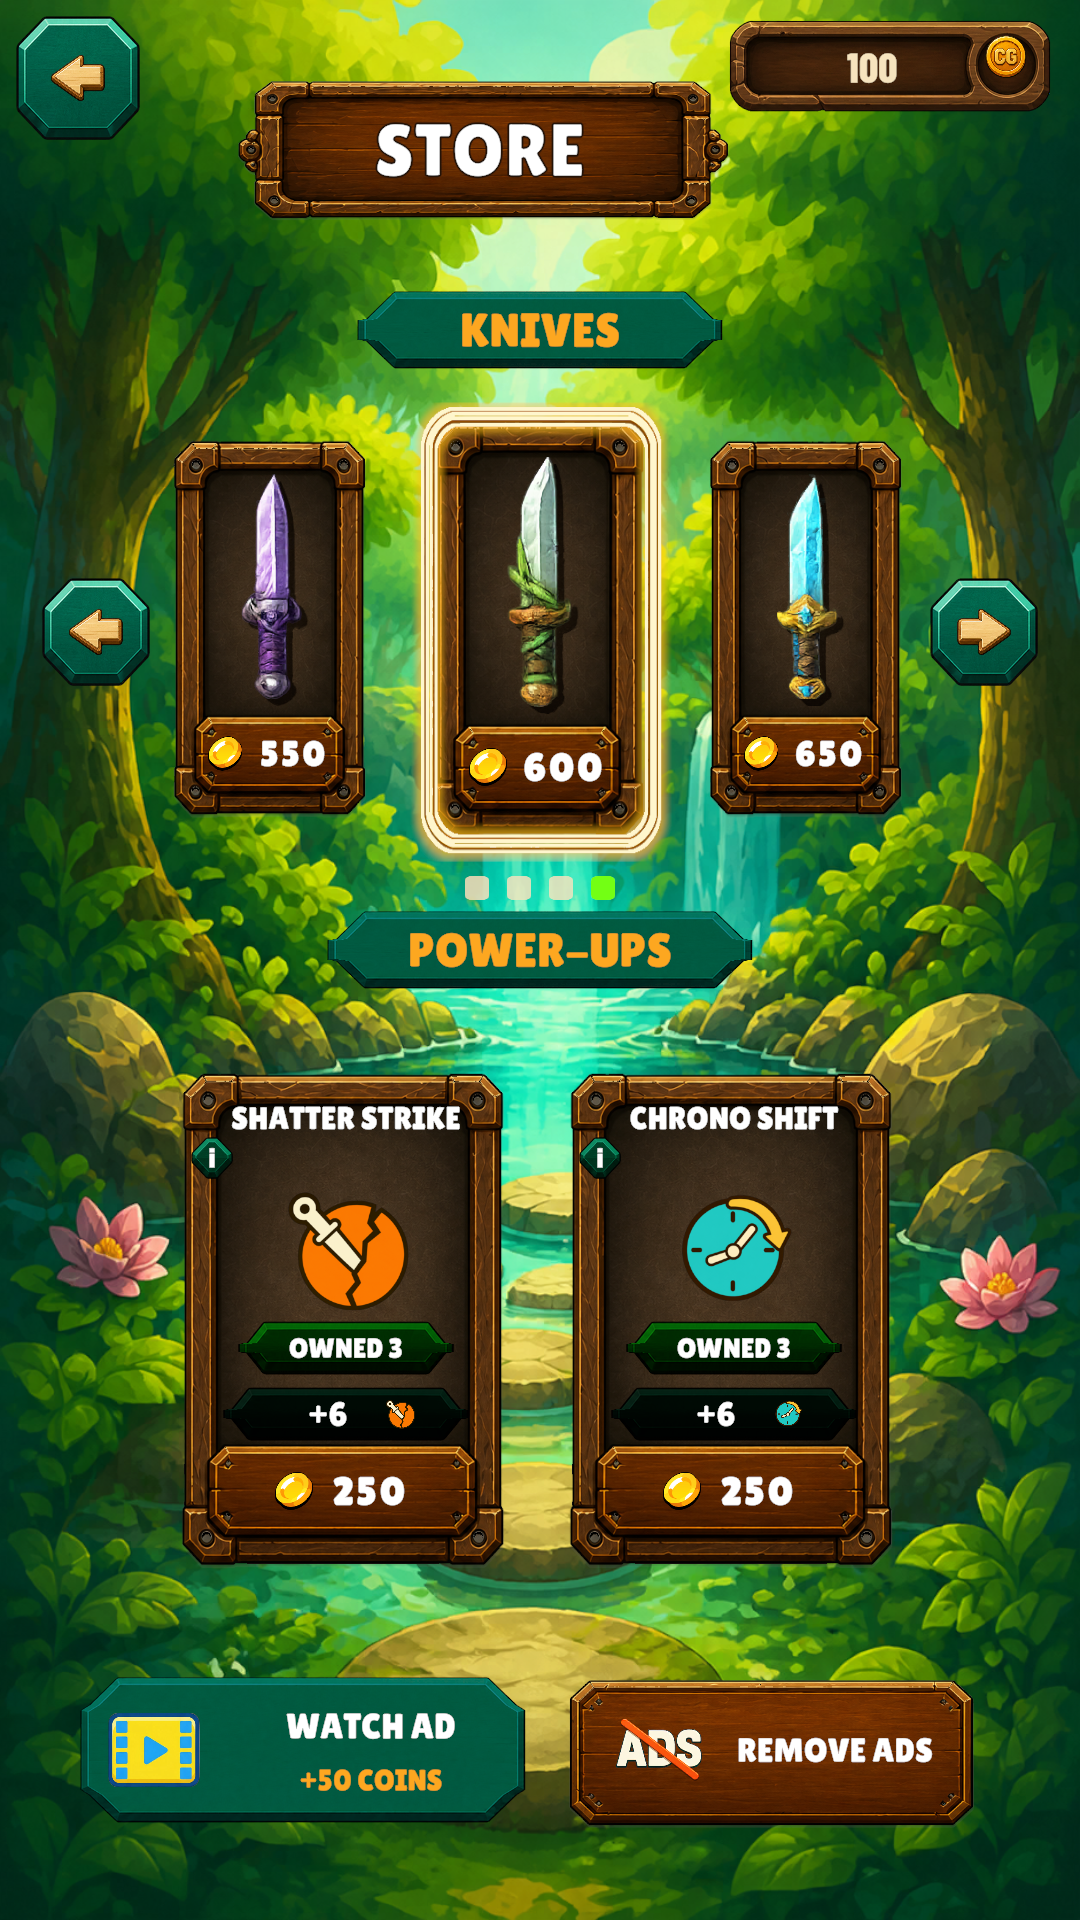 100
CG
STORE
KNIVES
550
600
650
POWER-UPS
SHATTER STRIKE
i
OWNED 3
+6
250
CHRONO SHIFT
i
OWNED 3
+6
250
WATCH AD
+50 COINS
ADS
REMOVE ADS